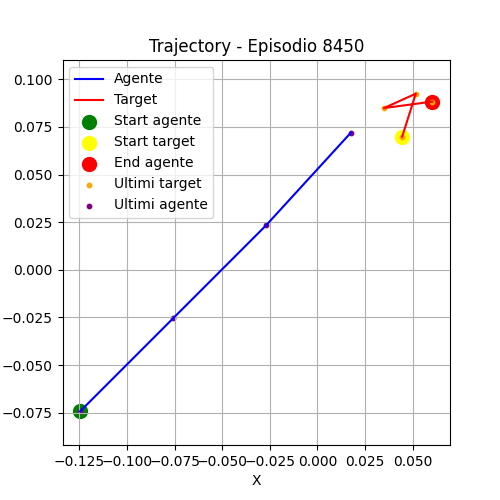 Trajectory - Episodio 8450
Agente
Target
Start agente
Start target
End agente
Ultimi target
Ultimi agente
0.100
0.075
0.050
0.025
0.000
−0.025
−0.050
−0.075
−0.125 −0.100 −0.075 −0.050 −0.025 0.000 0.025 0.050
X